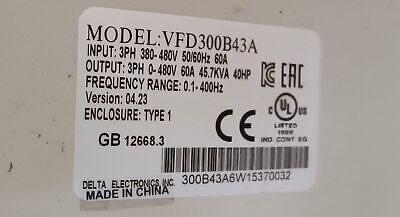 MODEL:VFD300B43A
INPUT: 3PH 380-480V 50/60Hz 60A
OUTPUT: 3PH 0-480V 60A 45.7KVA 40HP
FREQUENCY RANGE: 0.1-400Hz
Version 04.23
ENCLOSURE: TYPE 1
EAC
C UL US
LISTED
IND CONT EQ
GB 12668.3
300B43A6W15370032
DELTA ELECTRONICS, INC.
MADE IN CHINA